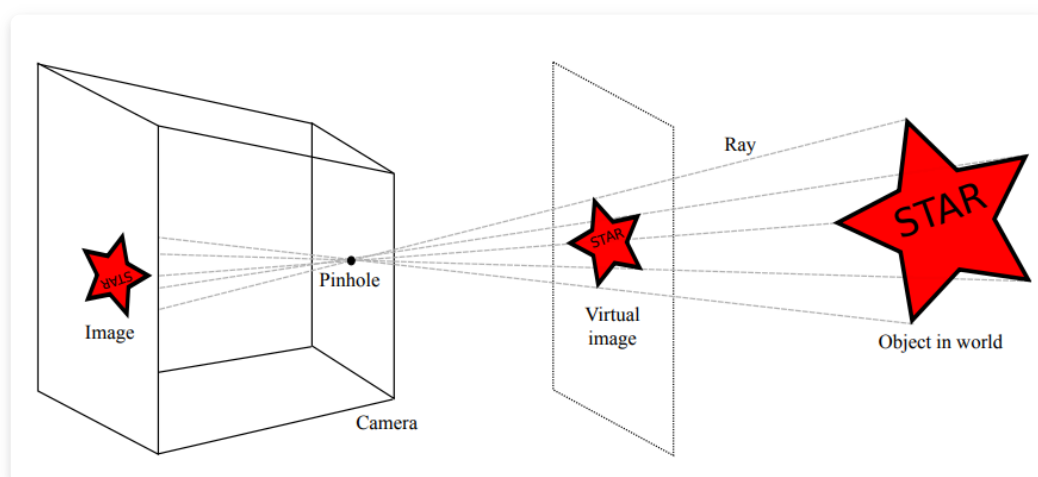 Ray
STAR
STAR
STAR
Pinhole
Image
Virtual
image
Object in world
Camera